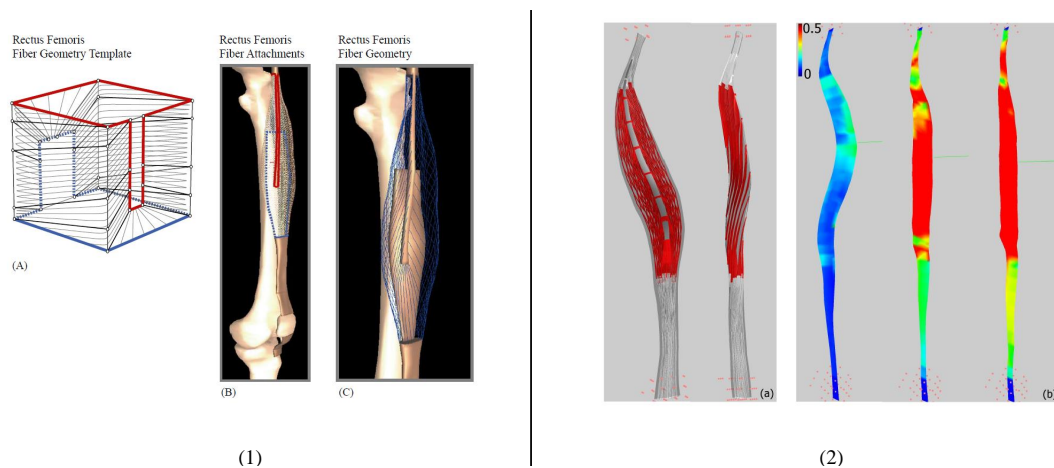 Rectus Femoris
Fiber Geometry Template
(A)
Rectus Femoris
Fiber Attachments
(B)
Rectus Femoris
Fiber Geometry
(C)
(1)
(a)
0.5
0
(b)
(2)